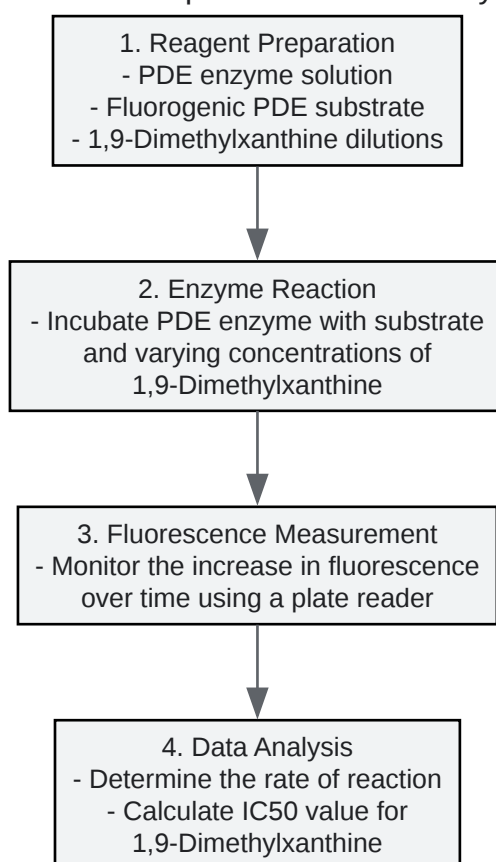 1. Reagent Preparation
- PDE enzyme solution
- Fluorogenic PDE substrate
- 1,9-Dimethylxanthine dilutions
2. Enzyme Reaction
- Incubate PDE enzyme with substrate
and varying concentrations of
1,9-Dimethylxanthine
3. Fluorescence Measurement
- Monitor the increase in fluorescence
over time using a plate reader
4. Data Analysis
- Determine the rate of reaction
- Calculate IC50 value for
1,9-Dimethylxanthine